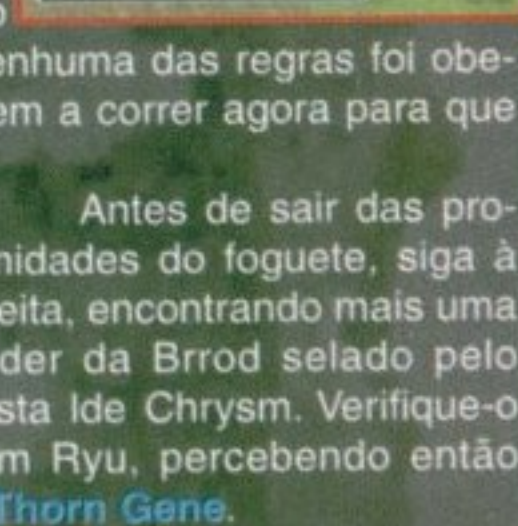 enhuma das regras foi obe-
em a correr agora para que
Antes de sair das pro-
nidades do foguete, siga à
eita, encontrando mais uma
der da Brrod selado pelo
sta Ide Chrysm. Verifique-o
m Ryu, percebendo então
Thorn Gene.